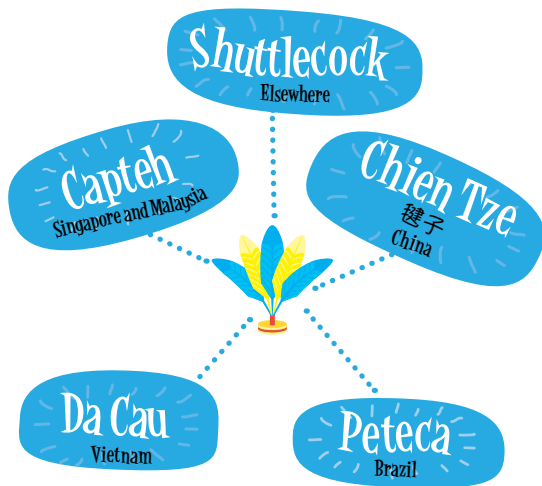 Shuttlecock
Elsewhere
Capteh
Singapore and Malaysia
Chien Tze
毽子
China
Da Cau
Vietnam
Peteca
Brazil